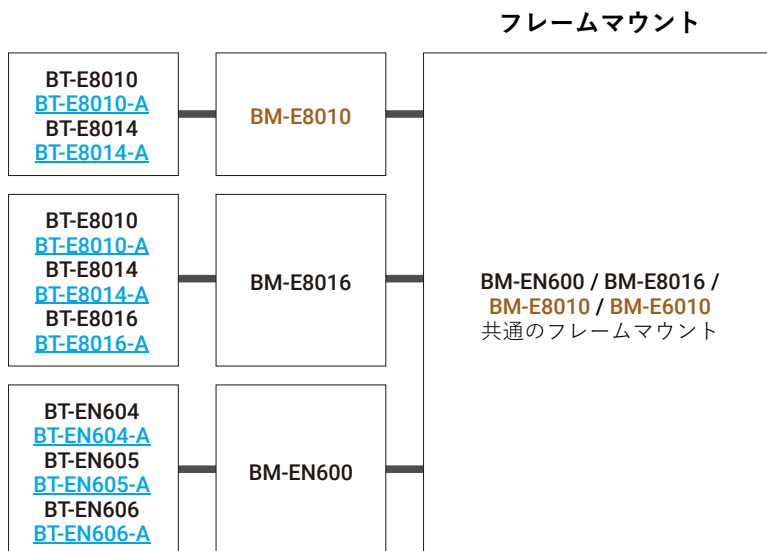 フレームマウント
BT-E8010
BT-E8010-A
BT-E8014
BT-E8014-A
BM-E8010
BT-E8010
BT-E8010-A
BT-E8014
BT-E8014-A
BT-E8016
BT-E8016-A
BM-E8016
BM-EN600 / BM-E8016 /
BM-E8010 / BM-E6010
共通のフレームマウント
BT-EN604
BT-EN604-A
BT-EN605
BT-EN605-A
BT-EN606
BT-EN606-A
BM-EN600